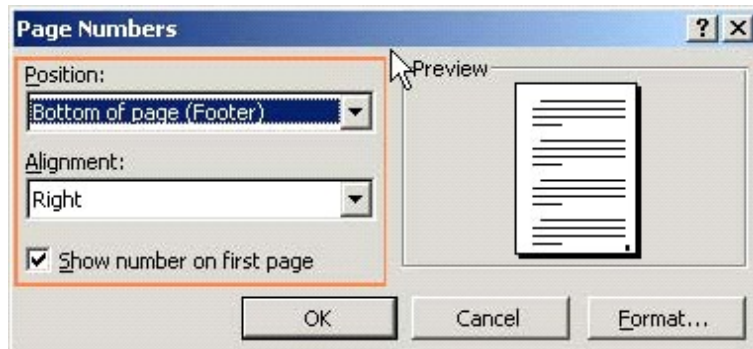 Page Numbers
Position:
Preview
Bottom of page (Footer)
Alignment:
Right
Show number on first page
OK Cancel Format...